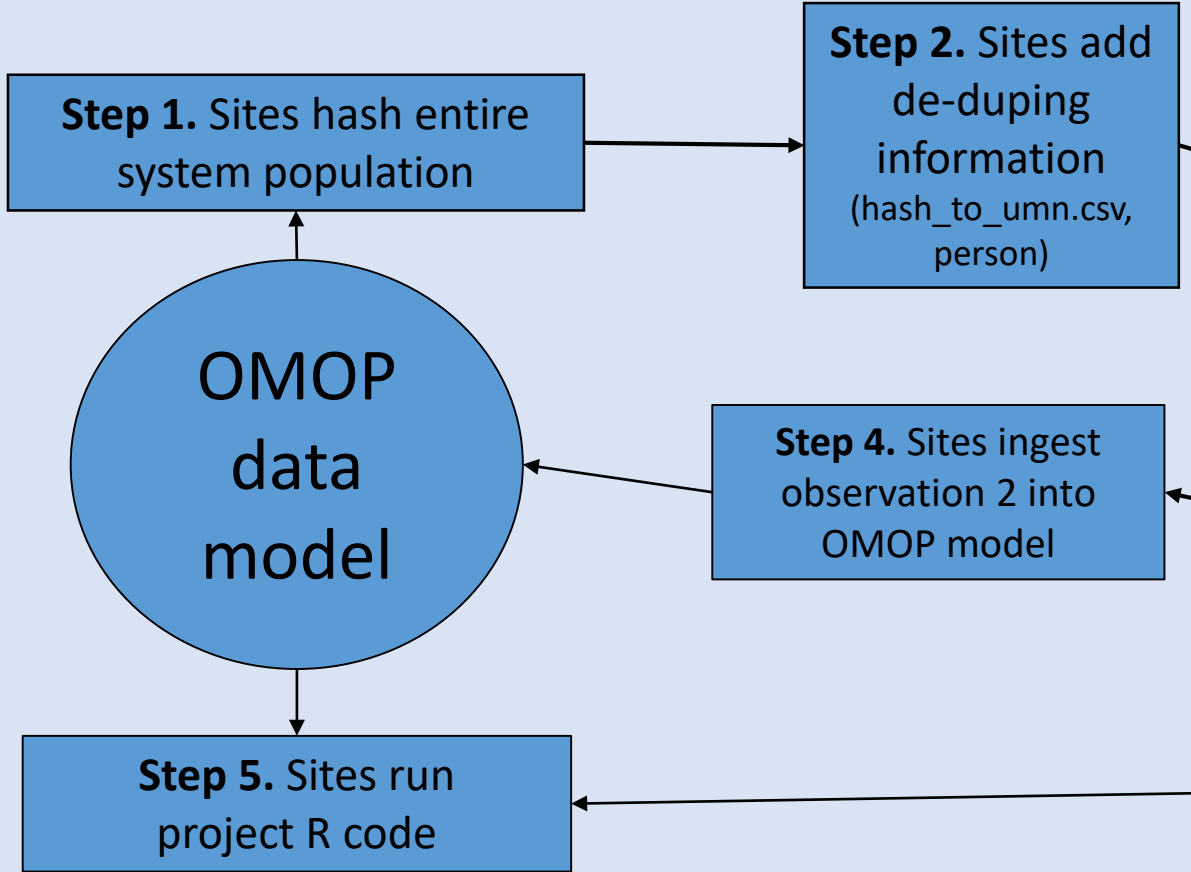 Step 1. Sites hash entire
system population
Step 2. Sites add
de-duping
information
(hash_to_umn.csv,
person)
OMOP
data
model
Step 4. Sites ingest
observation 2 into
OMOP model
Step 5. Sites run
project R code